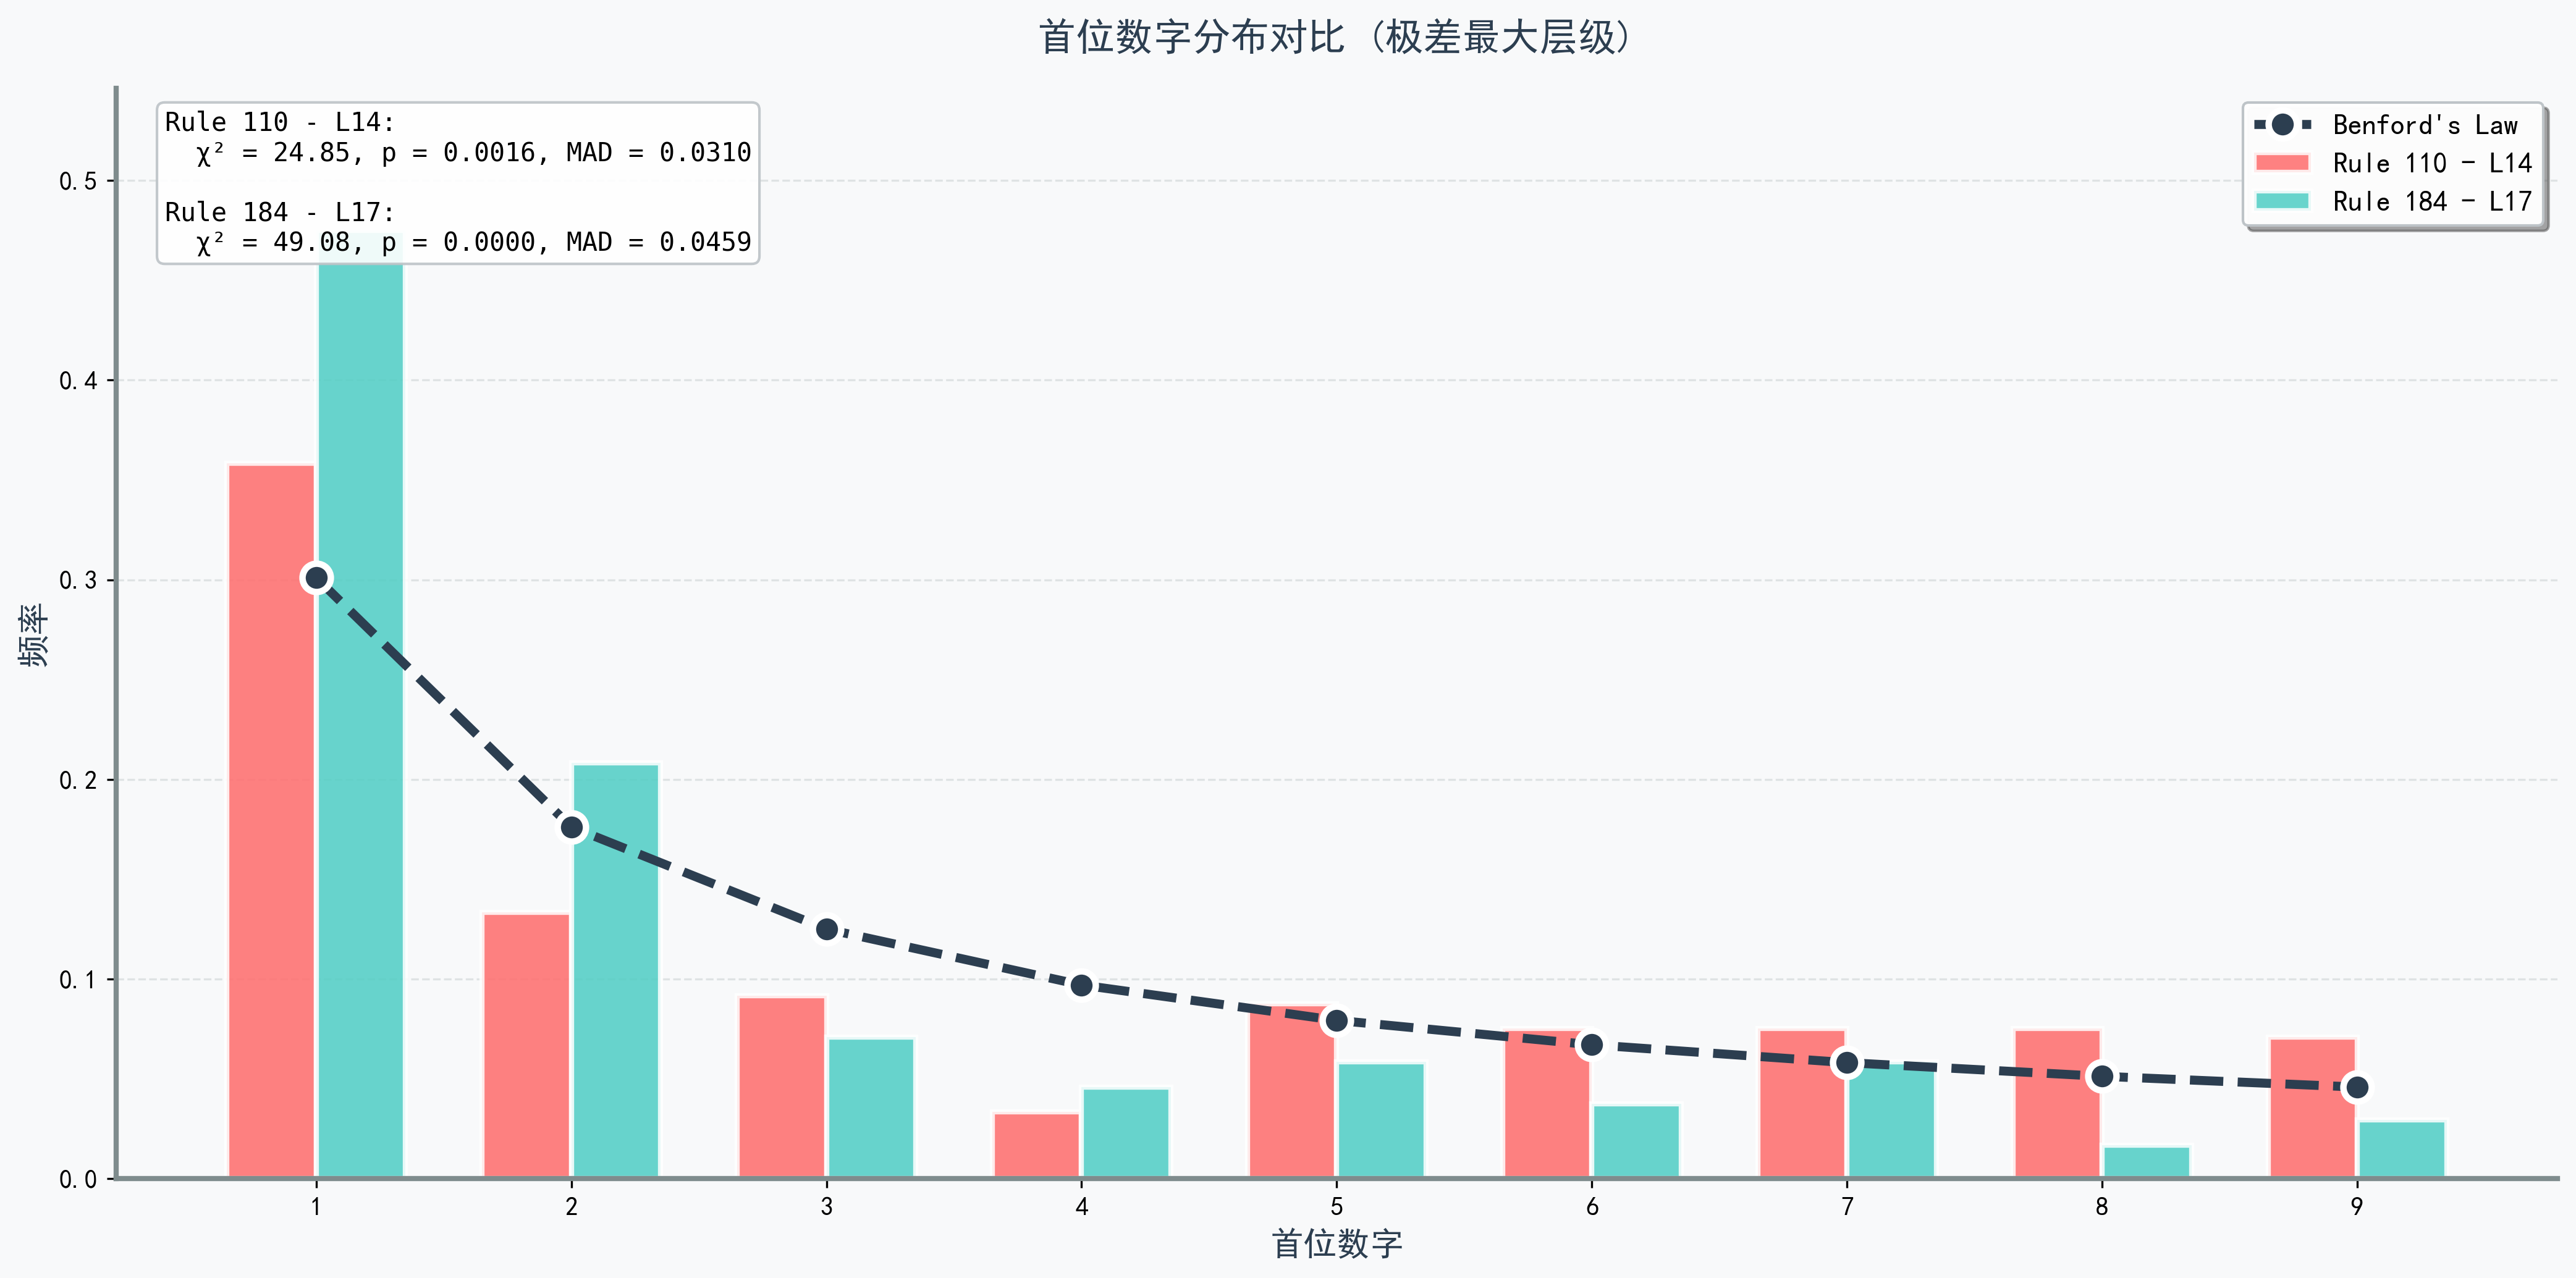 首位数字分布对比 (极差最大层级)
Rule 110 - L14:
χ² = 24.85, p = 0.0016, MAD = 0.0310
Rule 184 - L17:
χ² = 49.08, p = 0.0000, MAD = 0.0459
Benford's Law
Rule 110 - L14
Rule 184 - L17
频率
0.5
0.4
0.3
0.2
0.1
0.0
1 2 3 4 5 6 7 8 9
首位数字